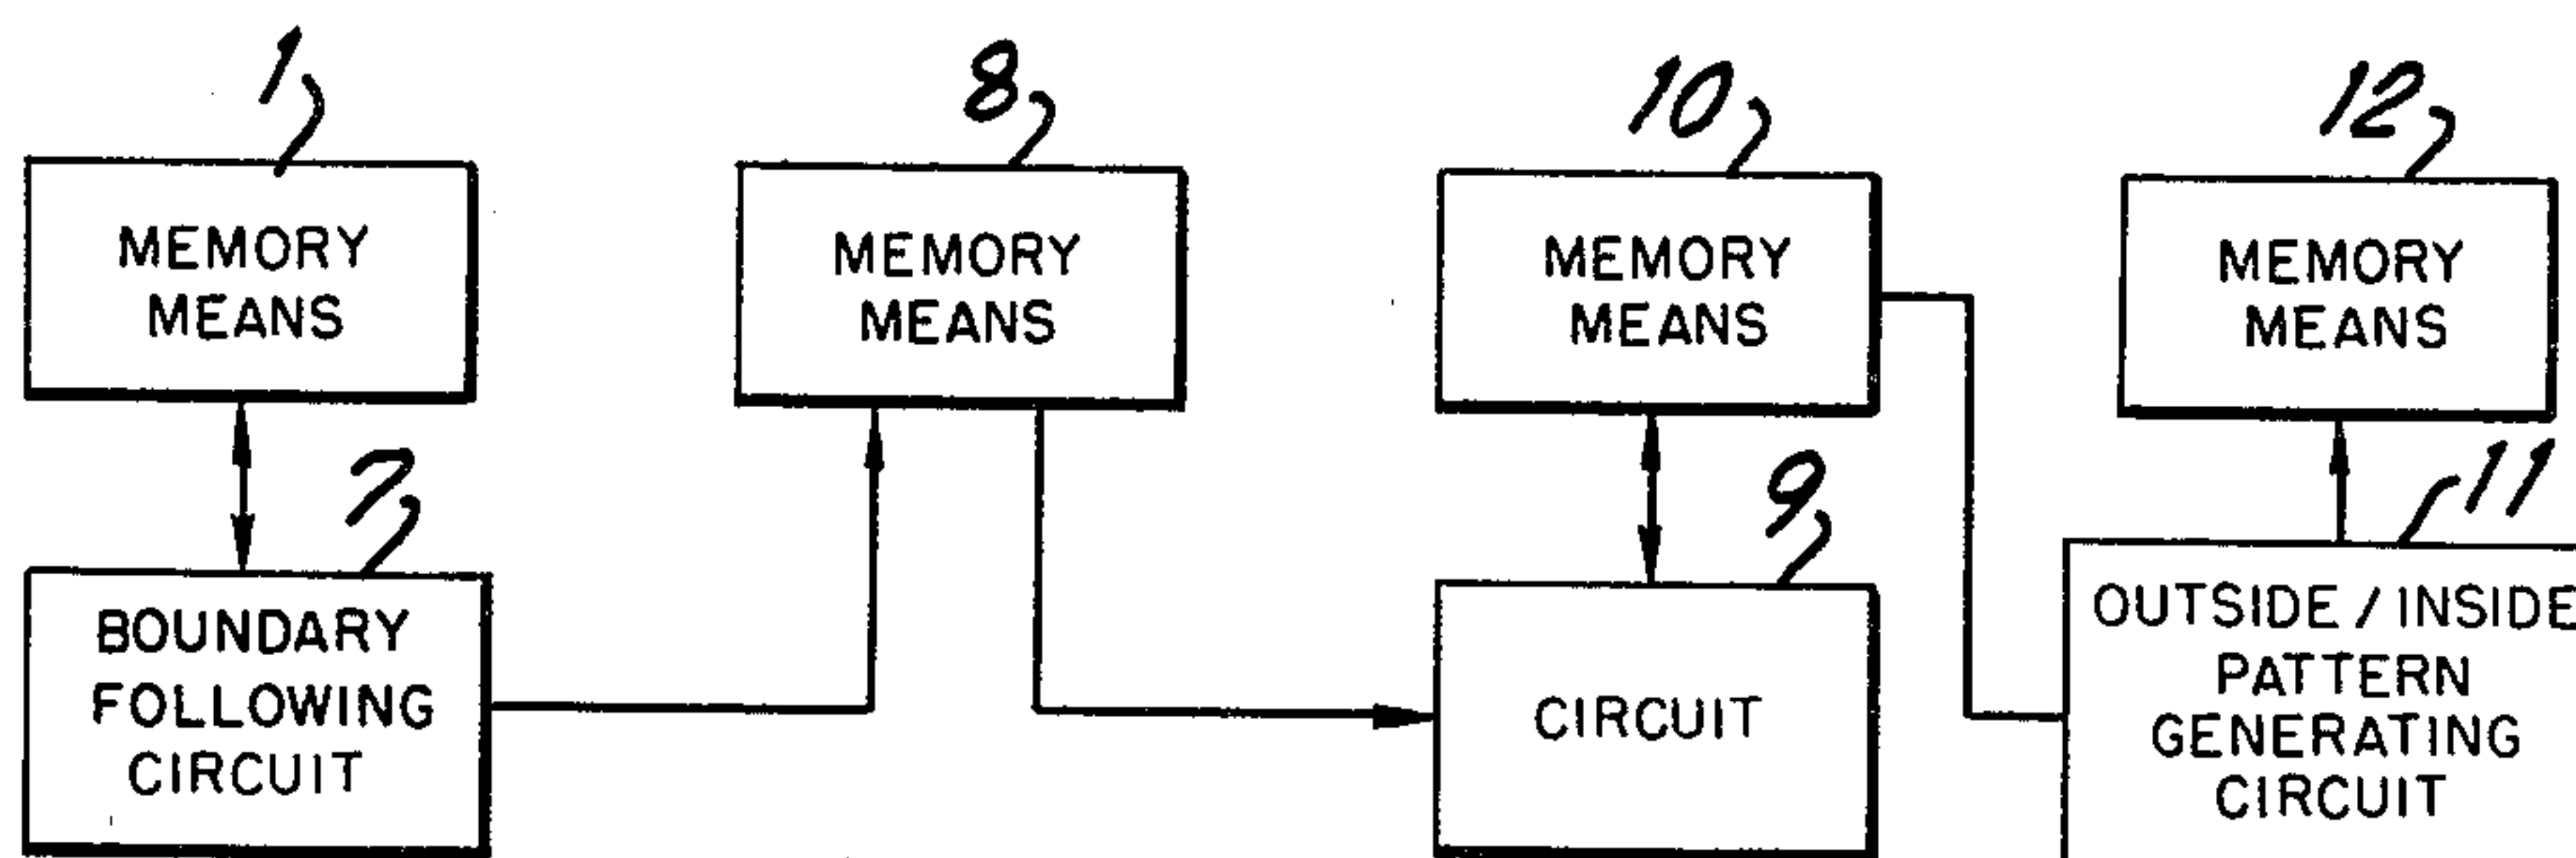 1
8
10
12
MEMORY
MEANS
MEMORY
MEANS
MEMORY
MEANS
MEMORY
MEANS
7
9
11
BOUNDARY
FOLLOWING
CIRCUIT
CIRCUIT
OUTSIDE / INSIDE
PATTERN
GENERATING
CIRCUIT